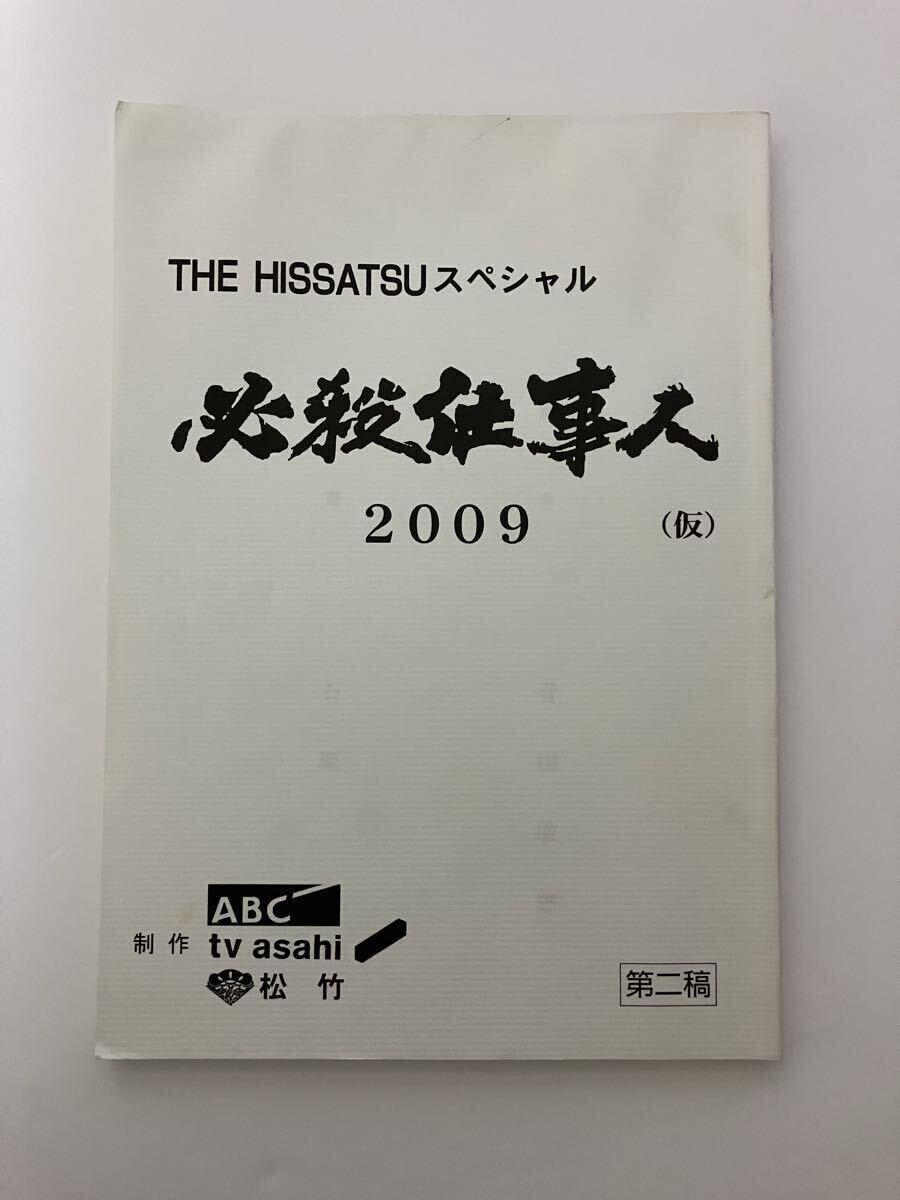 THE HISSATSUスペシャル
必殺仕事人
2009 (仮)
制作
ABC
tv asahi
松竹
第二稿